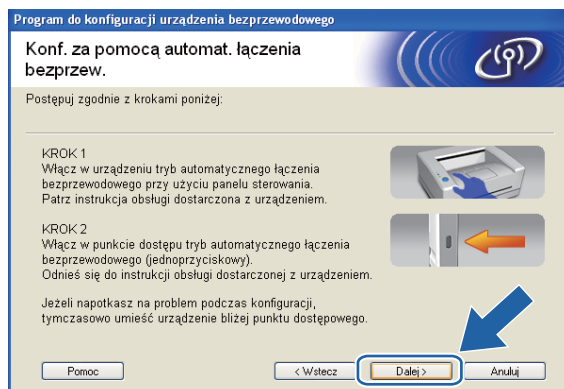 Program do konfiguracji urządzenia bezprzewodowego
Konf. za pomocą automat. łączenia
bezprzew.
Postępuj zgodnie z krokami poniżej:
KROK 1
Włącz w urządzeniu tryb automatycznego łączenia
bezprzewodowego przy użyciu panelu sterowania.
Patrz instrukcja obsługi dostarczona z urządzeniem.
KROK 2
Włącz w punkcie dostępu tryb automatycznego łączenia
bezprzewodowego (jednoprzyciskowy).
Odnieś się do instrukcji obsługi dostarczonej z urządzeniem.
Jeżeli napotkasz na problem podczas konfiguracji,
tymczasowo umieść urządzenie bliżej punktu dostępowego.
Pomoc
< Wstecz
Dalej >
Anuluj